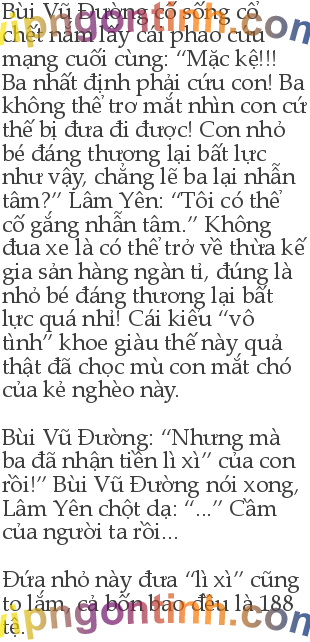 Bùi Vũ Đường cố sống cố
chết nắm lấy cái phao cứu
mạng cuối cùng: “Mặc kệ!!!
Ba nhất định phải cứu con! Ba
không thể trơ mắt nhìn con cứ
thế bị đưa đi được! Con nhỏ
bé đáng thương lại bất lực
như vậy, chẳng lẽ ba lại nhẫn
tâm?” Lâm Yên: “Tôi có thể
cố gắng nhẫn tâm.” Không
đua xe là có thể trở về thừa kế
gia sản hàng ngàn tỉ, đúng là
nhỏ bé đáng thương lại bất
lực quá nhỉ! Cái kiểu “vô
tình” khoe giàu thế này quả
thật đã chọc mù con mắt chó
của kẻ nghèo này.
Bùi Vũ Đường: “Nhưng mà
ba đã nhận tiền lì xì” của con
rồi!” Bùi Vũ Đường nói xong,
Lâm Yên chột dạ: “...” Cầm
của người ta rồi...
Đứa nhỏ này đưa “lì xì” cũng
to lắm, cả bốn bao đều là 188
tệ.
vipngontinh.com
vipngontinh.com